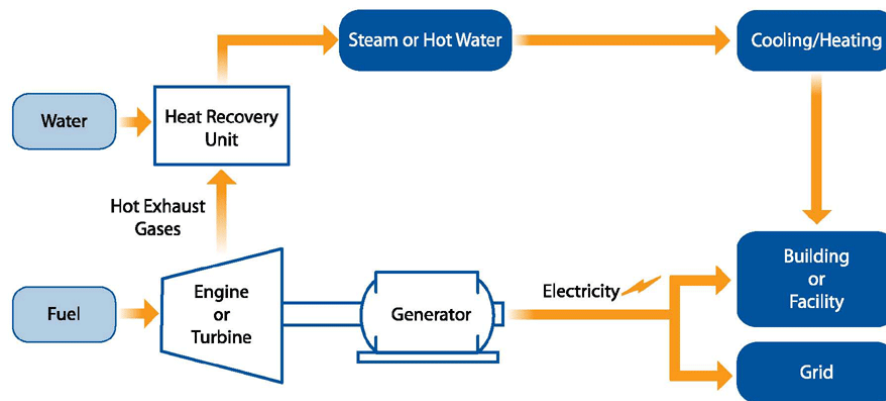 Steam or Hot Water
Cooling/Heating
Water
Heat Recovery
Unit
Hot Exhaust
Gases
Fuel
Engine
or
Turbine
Generator
Electricity
Building
or
Facility
Grid